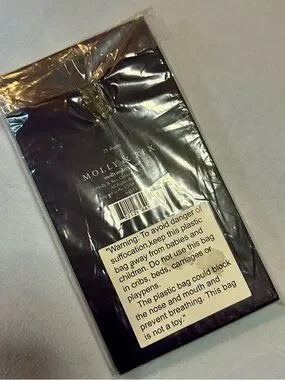 71 sheets
MOLLY & REX
"Warning: To avoid danger of
suffocation,keep this plastic
bag away from babies and
children. Do not use this bag
in cribs, beds, carriages or
playpens.
"The plastic bag could block
the nose and mouth and
prevent breathing. This bag
is not a toy."